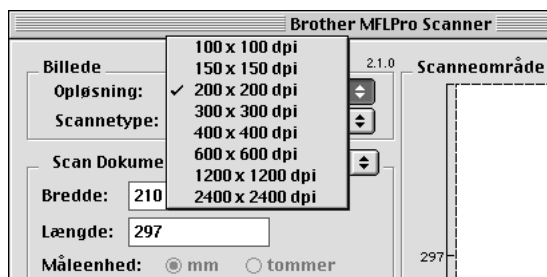 Brother MFLPro Scanner
Billede
2.1.0
Scanneområde
Opløsning:
Scannetype:
100 x 100 dpi
150 x 150 dpi
✓ 200 x 200 dpi
300 x 300 dpi
400 x 400 dpi
600 x 600 dpi
1200 x 1200 dpi
2400 x 2400 dpi
Scan Dokume
Bredde: 210
Længde: 297
Måleenhed: mm tommer
297